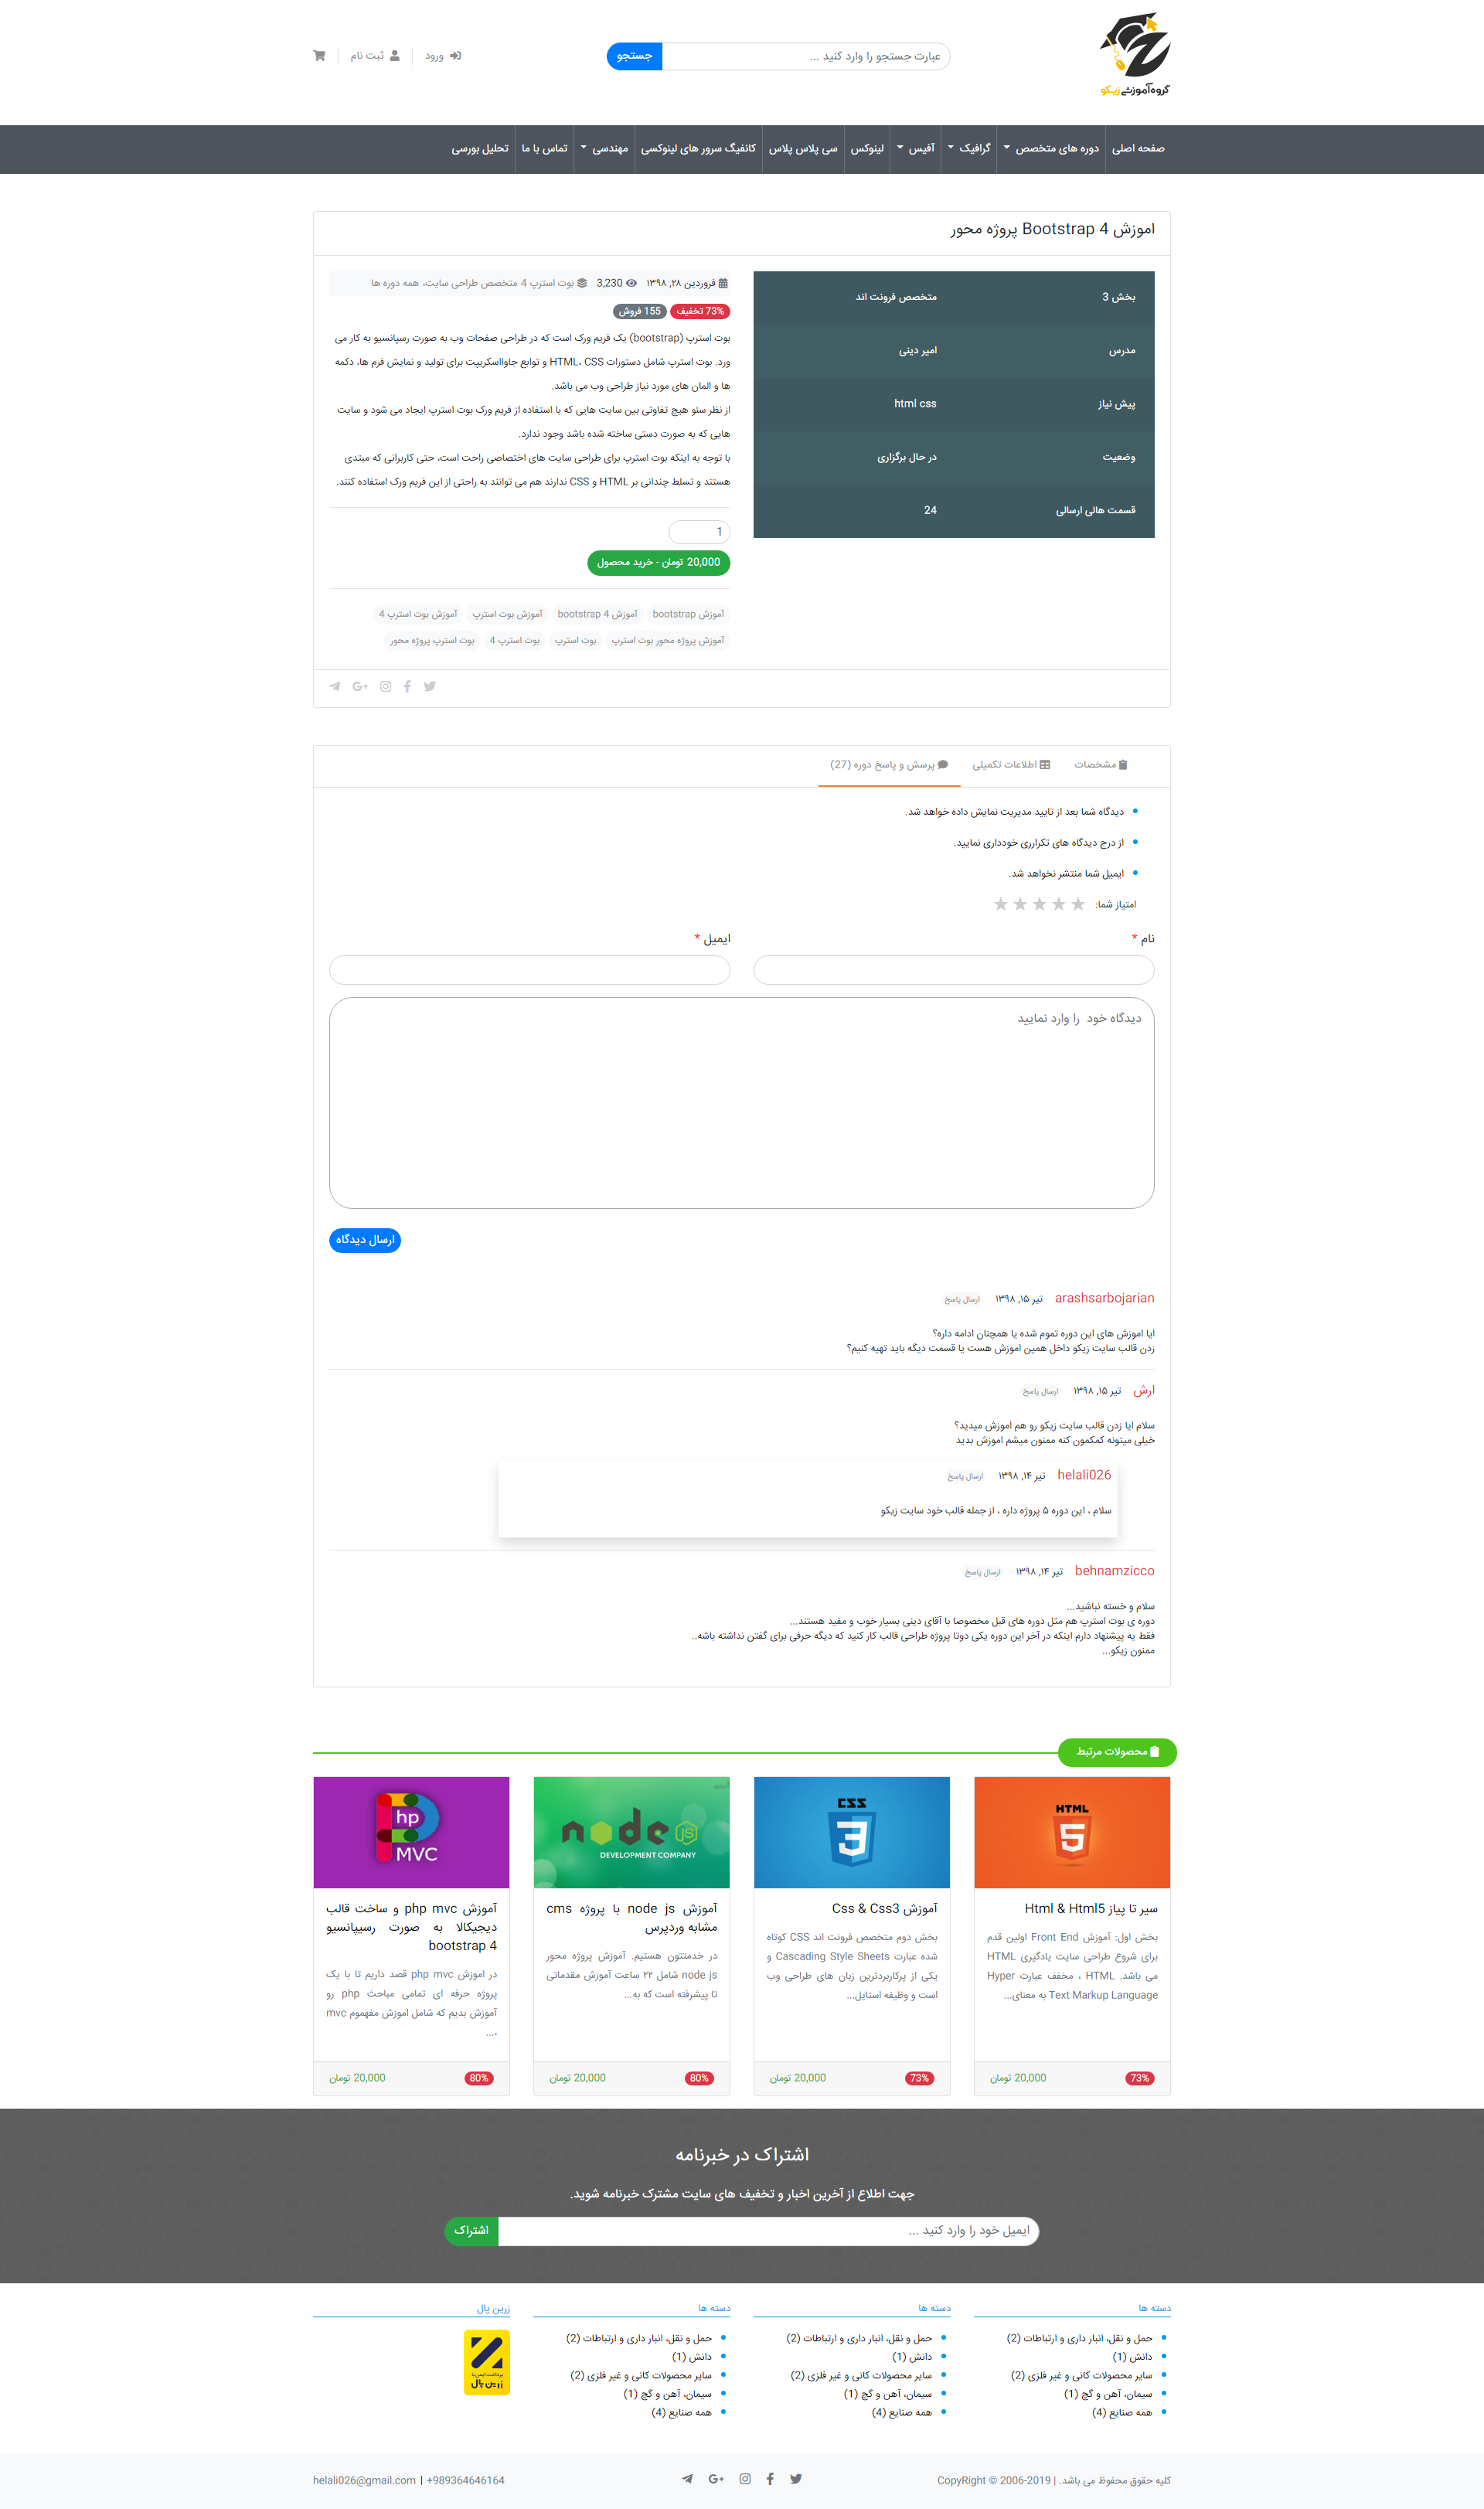 گروه آموزشی زیکو
عبارت جستجو را وارد کنید ...
جستجو
ورود
ثبت نام
صفحه اصلی
دوره های متخصص
گرافیک
آفیس
لینوکس
سی پلاس پلاس
کانفیگ سرور های لینوکسی
مهندسی
تماس با ما
تحلیل بورسی
اموزش Bootstrap 4 پروژه محور
بخش 3
متخصص فرونت اند
مدرس
امیر دینی
پیش نیاز
html css
وضعیت
در حال برگزاری
قسمت هالی ارسالی
24
فروردین ۲۸, ۱۳۹۸ 3,230 بوت استرپ 4 متخصص طراحی سایت، همه دوره ها
73% تخفیف 155 فروش
بوت استرپ (bootstrap) یک فریم ورک است که در طراحی صفحات وب به صورت رسپانسیو به کار می
ورد. بوت استرپ شامل دستورات HTML، CSS و توابع جاوااسکریپت برای تولید و نمایش فرم ها، دکمه
ها و المان های مورد نیاز طراحی وب می باشد.
از نظر سئو هیچ تفاوتی بین سایت هایی که با استفاده از فریم ورک بوت استرپ ایجاد می شود و سایت
هایی که به صورت دستی ساخته شده باشد وجود ندارد.
با توجه به اینکه بوت استرپ برای طراحی سایت های اختصاصی راحت است، حتی کاربرانی که مبتدی
هستند و تسلط چندانی بر HTML و CSS ندارند هم می توانند به راحتی از این فریم ورک استفاده کنند.
1
20,000 تومان - خرید محصول
آموزش bootstrap آموزش bootstrap 4 آموزش بوت استرپ آموزش بوت استرپ 4
آموزش پروژه محور بوت استرپ بوت استرپ بوت استرپ 4 بوت استرپ پروژه محور
مشخصات
اطلاعات تکمیلی
پرسش و پاسخ دوره (27)
دیدگاه شما بعد از تایید مدیریت نمایش داده خواهد شد.
از درج دیدگاه های تکرارری خودداری نمایید.
ایمیل شما منتشر نخواهد شد.
امتیاز شما:
نام *
ایمیل *
دیدگاه خود را وارد نمایید
ارسال دیدگاه
arashsarbojarian تیر ۱۵, ۱۳۹۸ ارسال پاسخ
ایا اموزش های این دوره تموم شده یا همچنان ادامه داره؟
زدن قالب سایت زیکو داخل همین اموزش هست یا قسمت دیگه باید تهیه کنیم؟
ارش تیر ۱۵, ۱۳۹۸ ارسال پاسخ
سلام ایا زدن قالب سایت زیکو رو هم اموزش میدید؟
خیلی میتونه کمکمون کنه ممنون میشم اموزش بدید
helali026 تیر ۱۴, ۱۳۹۸ ارسال پاسخ
سلام ، این دوره ۵ پروژه داره ، از جمله قالب خود سایت زیکو
behnamzicco تیر ۱۴, ۱۳۹۸ ارسال پاسخ
سلام و خسته نباشید...
دوره ی بوت استرپ هم مثل دوره های قبل مخصوصا با آقای دینی بسیار خوب و مفید هستند...
فقط یه پیشنهاد دارم اینکه در آخر این دوره یکی دوتا پروژه طراحی قالب کار کنید که دیگه حرفی برای گفتن نداشته باشه..
ممنون زیکو...
محصولات مرتبط
HTML
5
سیر تا پیاز Html & Html5
بخش اول: آموزش Front End اولین قدم
برای شروع طراحی سایت یادگیری HTML
می باشد. HTML ، مخفف عبارت Hyper
Text Markup Language به معنای...
73%
20,000 تومان
CSS
3
آموزش Css & Css3
بخش دوم متخصص فرونت اند CSS کوتاه
شده عبارت Cascading Style Sheets و
یکی از پرکاربردترین زبان های طراحی وب
است و وظیفه استایل...
73%
20,000 تومان
node
JS
DEVELOPMENT COMPANY
آموزش node js با پروژه cms
مشابه وردپرس
در خدمتتون هستیم. آموزش پروژه محور
node js شامل ۲۲ ساعت آموزش مقدماتی
تا پیشرفته است که به...
80%
20,000 تومان
hp
MVC
آموزش php mvc و ساخت قالب
دیجیکالا به صورت رسپیانسیو
bootstrap 4
در اموزش php mvc قصد داریم تا با یک
پروژه حرفه ای تمامی مباحث php رو
آموزش بدیم که شامل اموزش مفهموم mvc
،...
80%
20,000 تومان
اشتراک در خبرنامه
جهت اطلاع از آخرین اخبار و تخفیف های سایت مشترک خبرنامه شوید.
ایمیل خود را وارد کنید ...
اشتراک
دسته ها
حمل و نقل، انبار داری و ارتباطات (2)
دانش (1)
سایر محصولات کانی و غیر فلزی (2)
سیمان، آهن و گچ (1)
همه صنایع (4)
دسته ها
حمل و نقل، انبار داری و ارتباطات (2)
دانش (1)
سایر محصولات کانی و غیر فلزی (2)
سیمان، آهن و گچ (1)
همه صنایع (4)
دسته ها
حمل و نقل، انبار داری و ارتباطات (2)
دانش (1)
سایر محصولات کانی و غیر فلزی (2)
سیمان، آهن و گچ (1)
همه صنایع (4)
زرین پال
پرداخت ایمن با
زرین پال
کلیه حقوق محفوظ می باشد. | CopyRight © 2006-2019
helali026@gmail.com | +989364646164